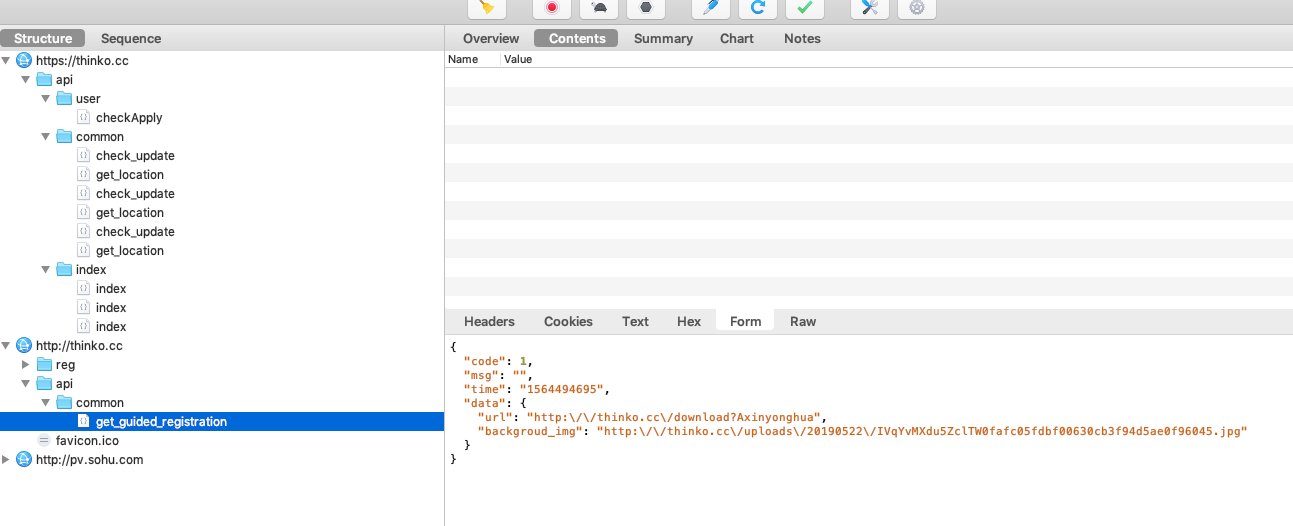 Structure
Sequence
Overview
Contents
Summary
Chart
Notes
https://thinko.cc
api
user
checkApply
common
check_update
get_location
check_update
get_location
check_update
get_location
index
index
index
index
http://thinko.cc
reg
api
common
get_guided_registration
favicon.ico
http://pv.sohu.com
Name
Value
Headers
Cookies
Text
Hex
Form
Raw
{
"code": 1,
"msg": "",
"time": "1564494695",
"data": {
"url": "http:\/\/thinko.cc\/download?Axinyonghua",
"backgroud_img": "http:\/\/thinko.cc\/uploads\/20190522\/IVqYvMXdu5ZclTW0fafc05fdbf00630cb3f94d5ae0f96045.jpg"
}
}